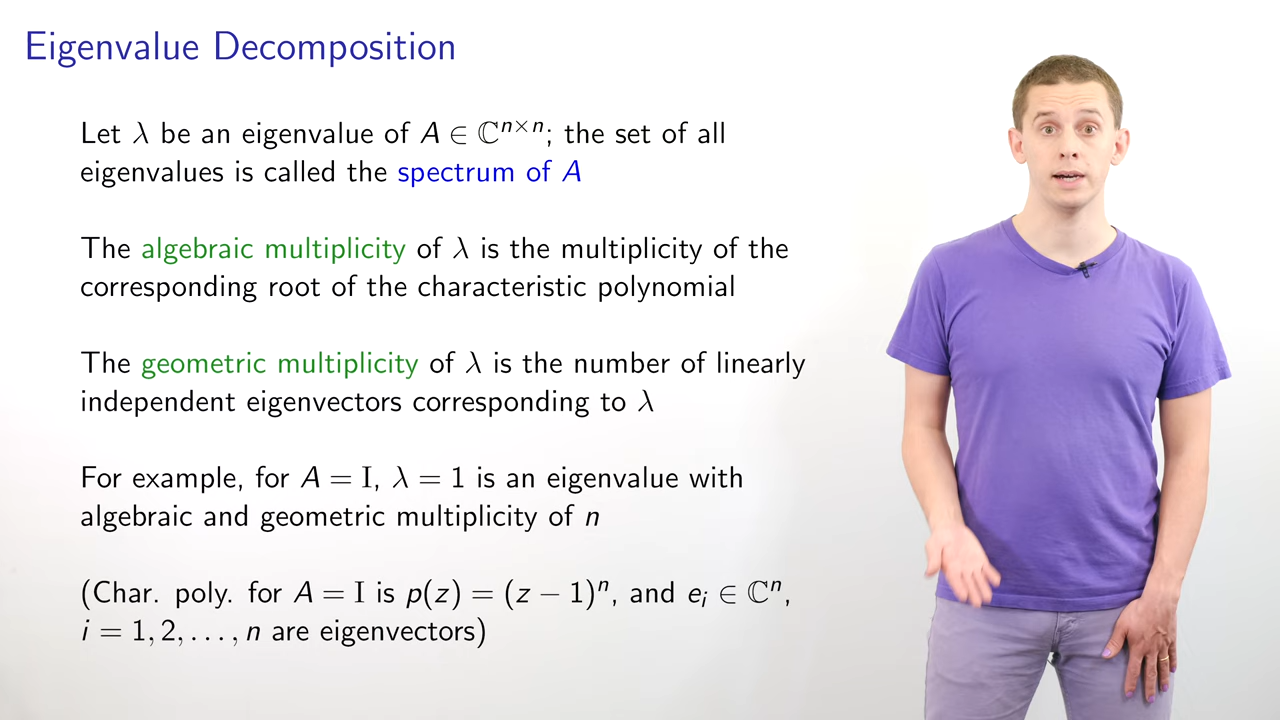 Eigenvalue Decomposition
Let λ be an eigenvalue of A ∈ ℂⁿˣⁿ; the set of all
eigenvalues is called the spectrum of A
The algebraic multiplicity of λ is the multiplicity of the
corresponding root of the characteristic polynomial
The geometric multiplicity of λ is the number of linearly
independent eigenvectors corresponding to λ
For example, for A = I, λ = 1 is an eigenvalue with
algebraic and geometric multiplicity of n
(Char. poly. for A = I is p(z) = (z − 1)ⁿ, and eᵢ ∈ ℂⁿ,
i = 1, 2, . . . , n are eigenvectors)